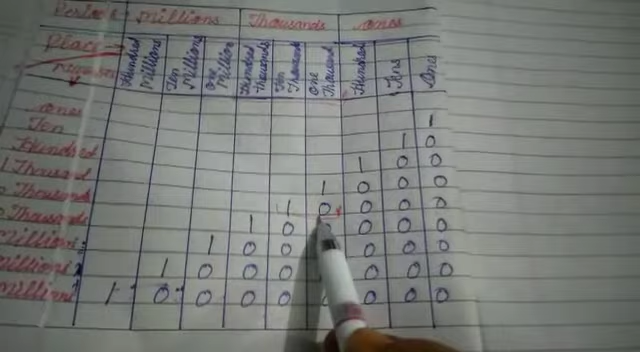 Periods Millions Thousands Ones
Place Hundred Millions Ten Millions One Million Hundred Thousands Ten Thousand One Thousand Hundred Tens Ones
Ones 1
Ten 1 0
Hundred 1 0 0
1 Thousand 1 0 0 0
0 Thousands 1 0 0 0 0
0 Thousands 1 0 0 0 0
Millions 1 0 0 0 0 0
Millions 1 0 0 0 0 0 0
Millions 1 0 0 0 0 0 0 0